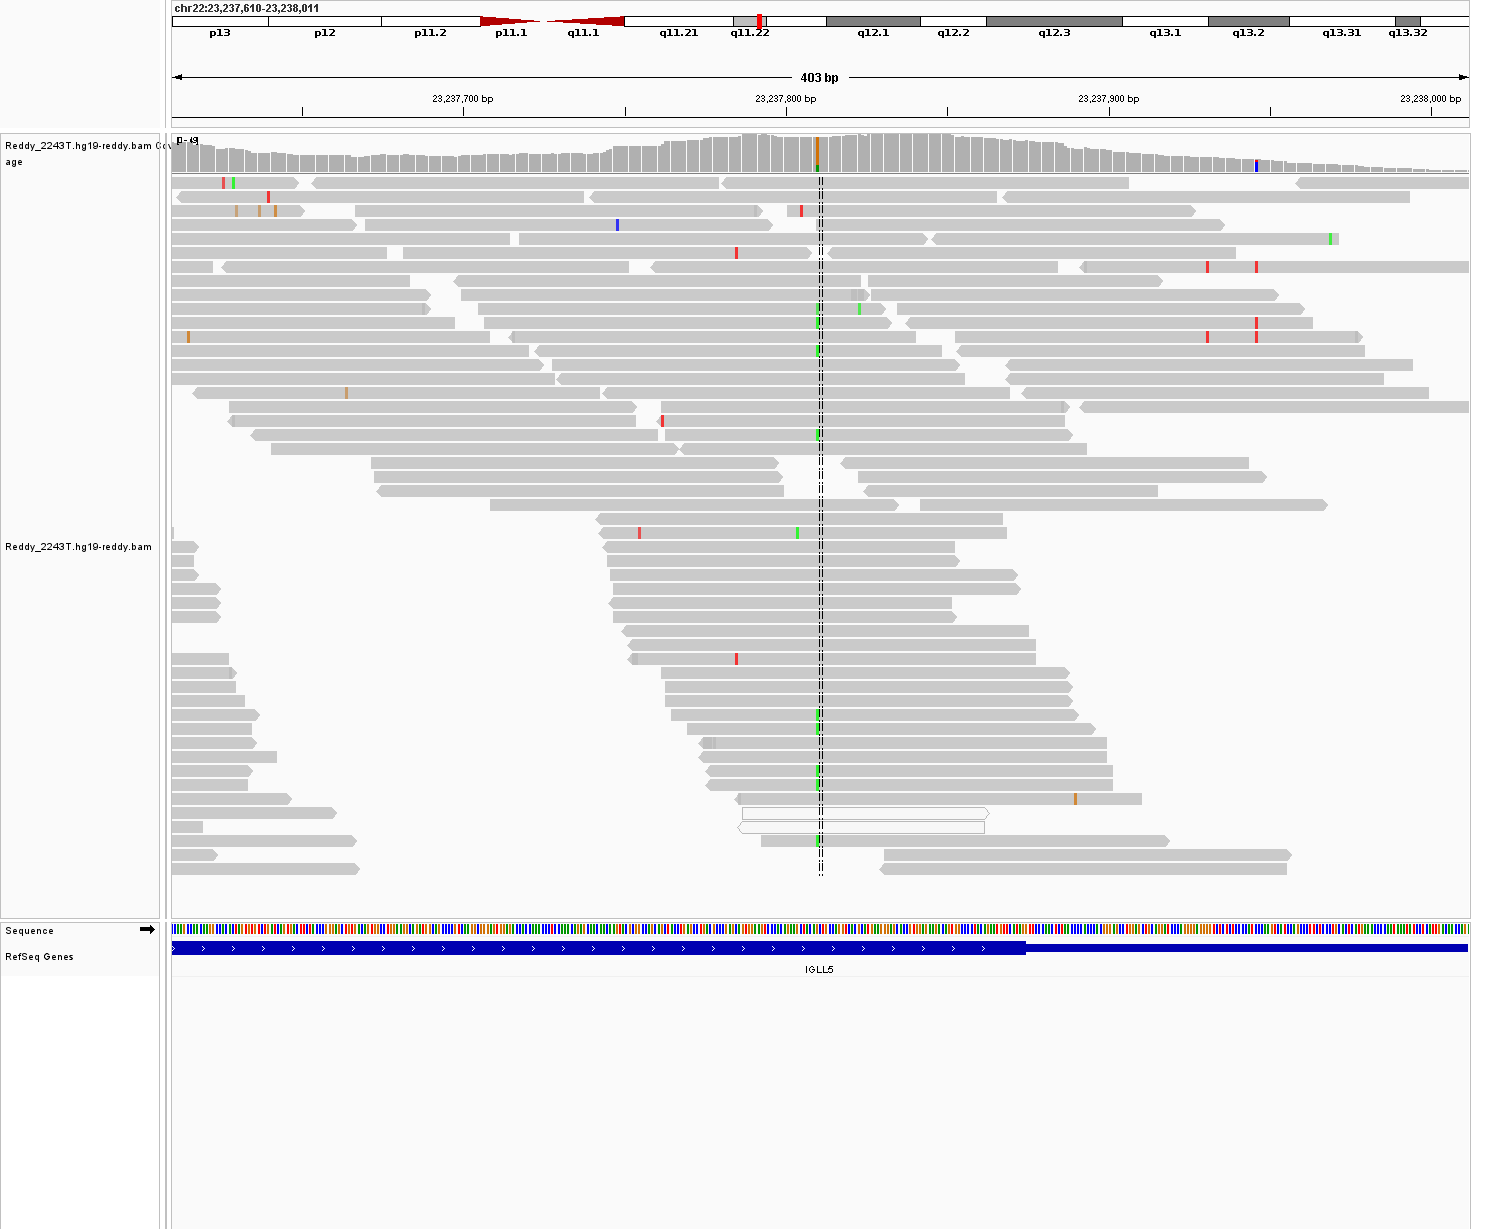 chr22:23,237,610-23,238,011
p13 p12 p11.2 p11.1 q11.1 q11.21 q11.22 q12.1 q12.2 q12.3 q13.1 q13.2 q13.31 q13.32
403 bp
23,237,700 bp 23,237,800 bp 23,237,900 bp 23,238,000 bp
Reddy_2243T.hg19-reddy.bam Cov
age
Reddy_2243T.hg19-reddy.bam
Sequence
RefSeq Genes
IGLL5